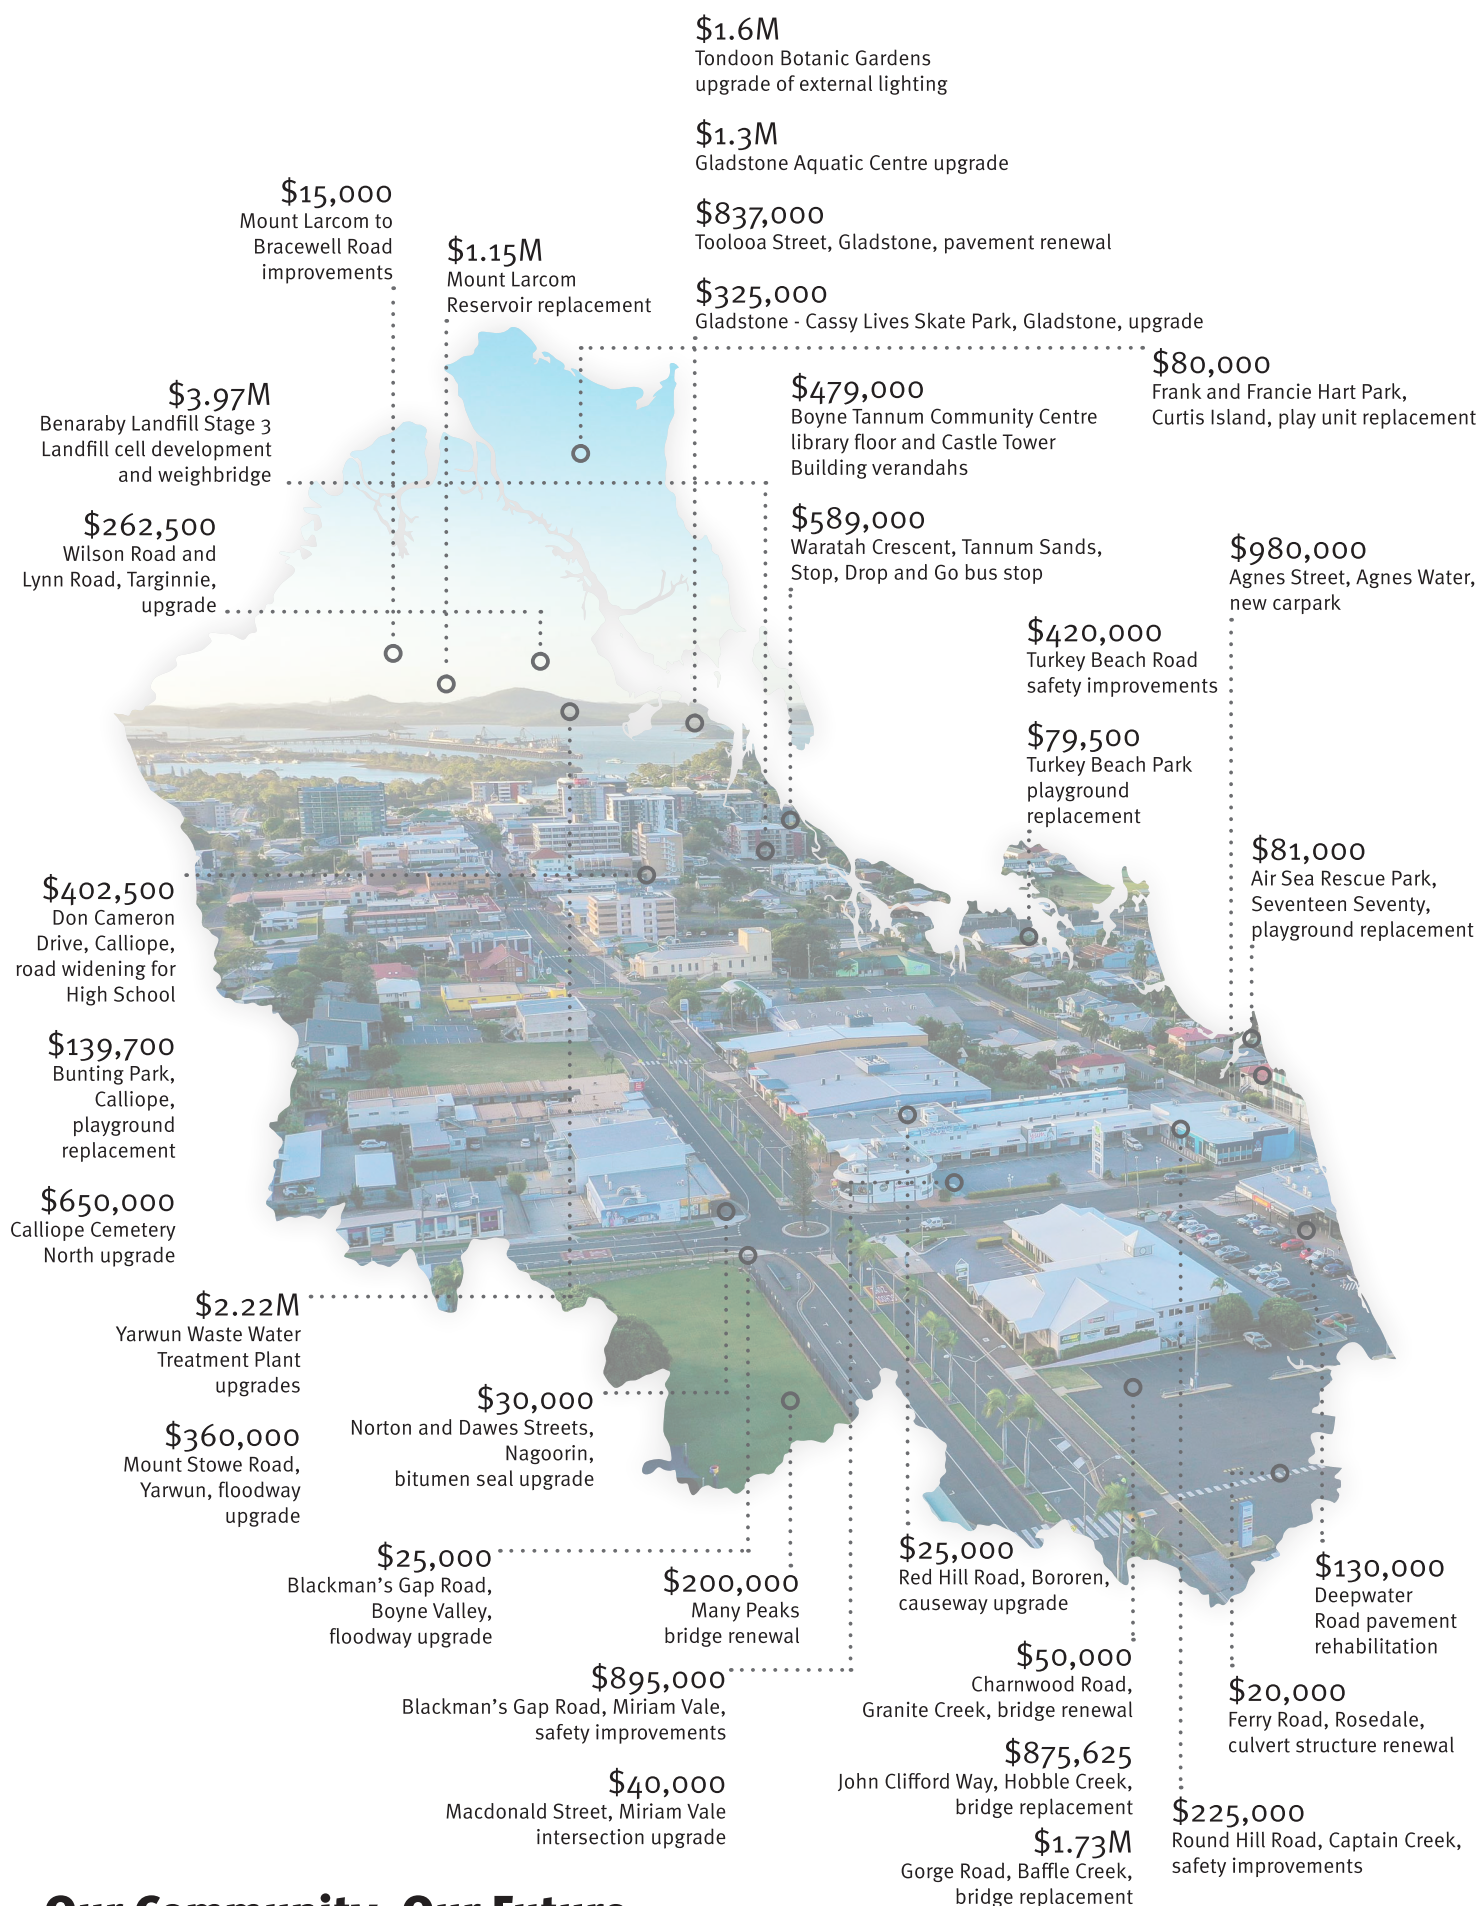 $1.6M
Tondoon Botanic Gardens
upgrade of external lighting
$1.3M
Gladstone Aquatic Centre upgrade
$837,000
Toolooa Street, Gladstone, pavement renewal
$325,000
Gladstone - Cassy Lives Skate Park, Gladstone, upgrade
$15,000
Mount Larcom to
Bracewell Road
improvements
$1.15M
Mount Larcom
Reservoir replacement
$80,000
Frank and Francie Hart Park,
Curtis Island, play unit replacement
$3.97M
Benaraby Landfill Stage 3
Landfill cell development
and weighbridge
$479,000
Boyne Tannum Community Centre
library floor and Castle Tower
Building verandahs
$262,500
Wilson Road and
Lynn Road, Targinnie,
upgrade
$589,000
Waratah Crescent, Tannum Sands,
Stop, Drop and Go bus stop
$980,000
Agnes Street, Agnes Water,
new carpark
$420,000
Turkey Beach Road
safety improvements
$79,500
Turkey Beach Park
playground
replacement
$81,000
Air Sea Rescue Park,
Seventeen Seventy,
playground replacement
$402,500
Don Cameron
Drive, Calliope,
road widening for
High School
$139,700
Bunting Park,
Calliope,
playground
replacement
$650,000
Calliope Cemetery
North upgrade
$2.22M
Yarwun Waste Water
Treatment Plant
upgrades
$360,000
Mount Stowe Road,
Yarwun, floodway
upgrade
$30,000
Norton and Dawes Streets,
Nagoorin,
bitumen seal upgrade
$25,000
Blackman's Gap Road,
Boyne Valley,
floodway upgrade
$200,000
Many Peaks
bridge renewal
$895,000
Blackman's Gap Road, Miriam Vale,
safety improvements
$40,000
Macdonald Street, Miriam Vale
intersection upgrade
$25,000
Red Hill Road, Bororen,
causeway upgrade
$50,000
Charnwood Road,
Granite Creek, bridge renewal
$875,625
John Clifford Way, Hobble Creek,
bridge replacement
$1.73M
Gorge Road, Baffle Creek,
bridge replacement
$130,000
Deepwater
Road pavement
rehabilitation
$20,000
Ferry Road, Rosedale,
culvert structure renewal
$225,000
Round Hill Road, Captain Creek,
safety improvements
Our Community, Our Future